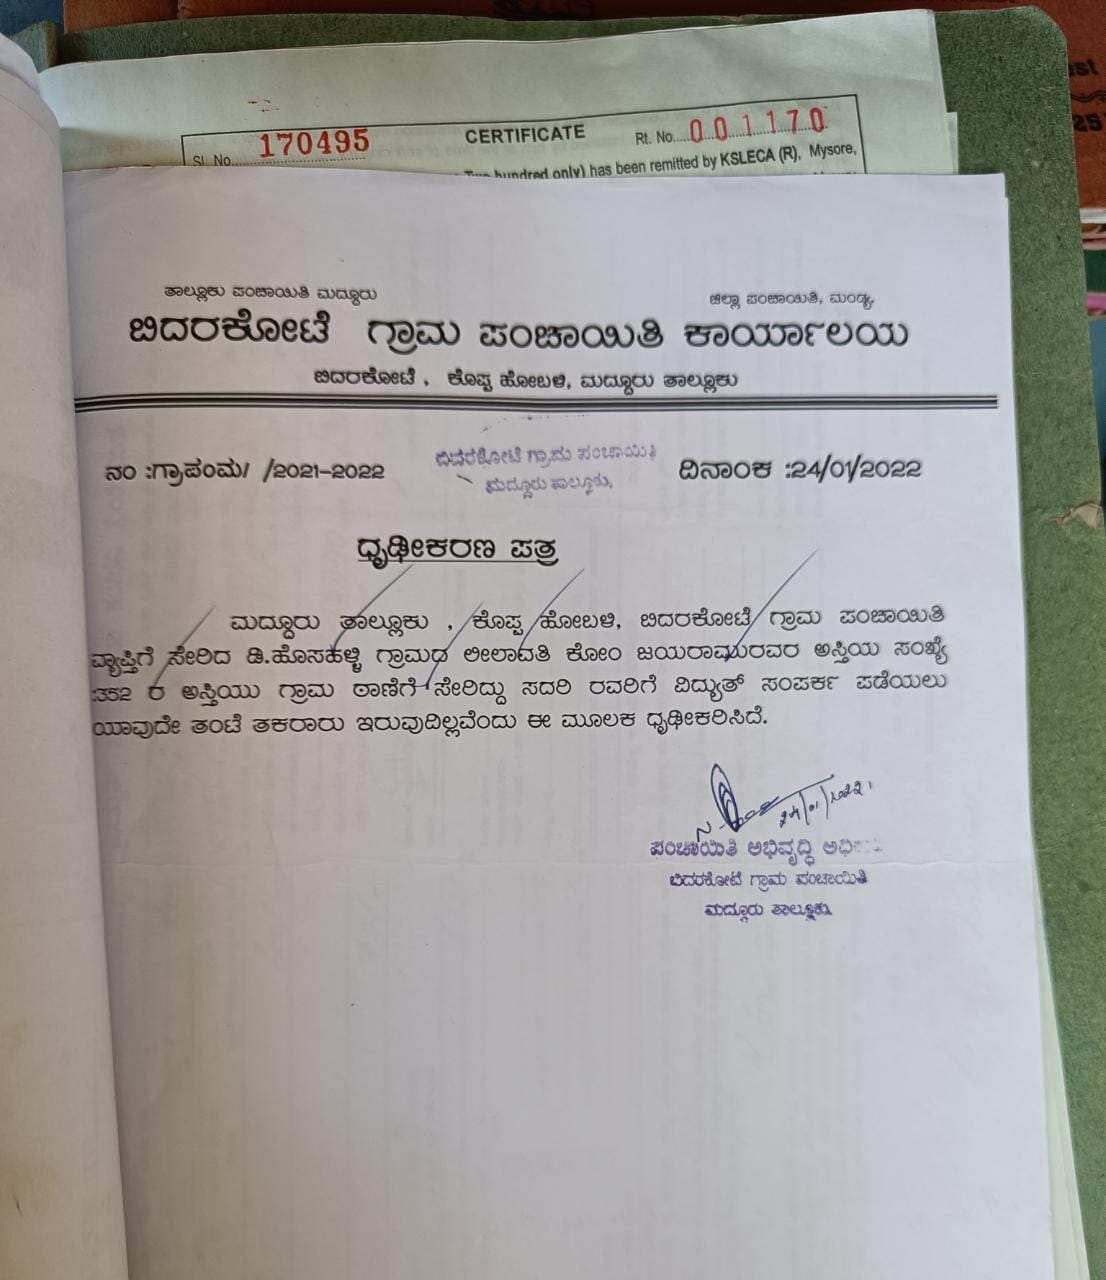 Sl. No. 170495 CERTIFICATE Rt. No....001170
hundred only) has been remitted by KSLECA (R), Mysore,
ತಾಲ್ಲೂಕು ಪಂಚಾಯಿತಿ ಮದ್ದೂರು ಜಿಲ್ಲಾ ಪಂಚಾಯಿತಿ, ಮಂಡ್ಯ.
ಬಿದರಕೋಟೆ ಗ್ರಾಮ ಪಂಚಾಯಿತಿ ಕಾರ್ಯಾಲಯ
ಬಿದರಕೋಟೆ , ಕೊಪ್ಪ ಹೋಬಳಿ, ಮದ್ದೂರು ತಾಲ್ಲೂಕು
ನಂ :ಗ್ರಾಪಂಮ/ /2021-2022 ದಿನಾಂಕ :24/01/2022
ಬಿದರಕೋಟೆ ಗ್ರಾಮ ಪಂಚಾಯಿತಿ
ಮದ್ದೂರು ತಾಲ್ಲೂಕು.
ಧೃಢೀಕರಣ ಪತ್ರ
ಮದ್ದೂರು ತಾಲ್ಲೂಕು , ಕೊಪ್ಪ ಹೋಬಳಿ, ಬಿದರಕೋಟೆ ಗ್ರಾಮ ಪಂಚಾಯಿತಿ
ವ್ಯಾಪ್ತಿಗೆ ಸೇರಿದ ಡಿ.ಹೊಸಹಳ್ಳಿ ಗ್ರಾಮದ ಲೀಲಾವತಿ ಕೋಂ ಜಯರಾಮುರವರ ಅಸ್ತಿಯ ಸಂಖ್ಯೆ
:352 ರ ಅಸ್ತಿಯು ಗ್ರಾಮ ಠಾಣೆಗೆ ಸೇರಿದ್ದು ಸದರಿ ರವರಿಗೆ ವಿದ್ಯುತ್ ಸಂಪರ್ಕ ಪಡೆಯಲು
ಯಾವುದೇ ತಂಟೆ ತಕರಾರು ಇರುವುದಿಲ್ಲವೆಂದು ಈ ಮೂಲಕ ಧೃಢೀಕರಿಸಿದೆ.
24/01/2022
ಪಂಚಾಯಿತಿ ಅಭಿವೃದ್ಧಿ
ಬಿದರಕೋಟೆ ಗ್ರಾಮ ಪಂಚಾಯಿತಿ
ಮದ್ದೂರು ತಾಲ್ಲೂಕು